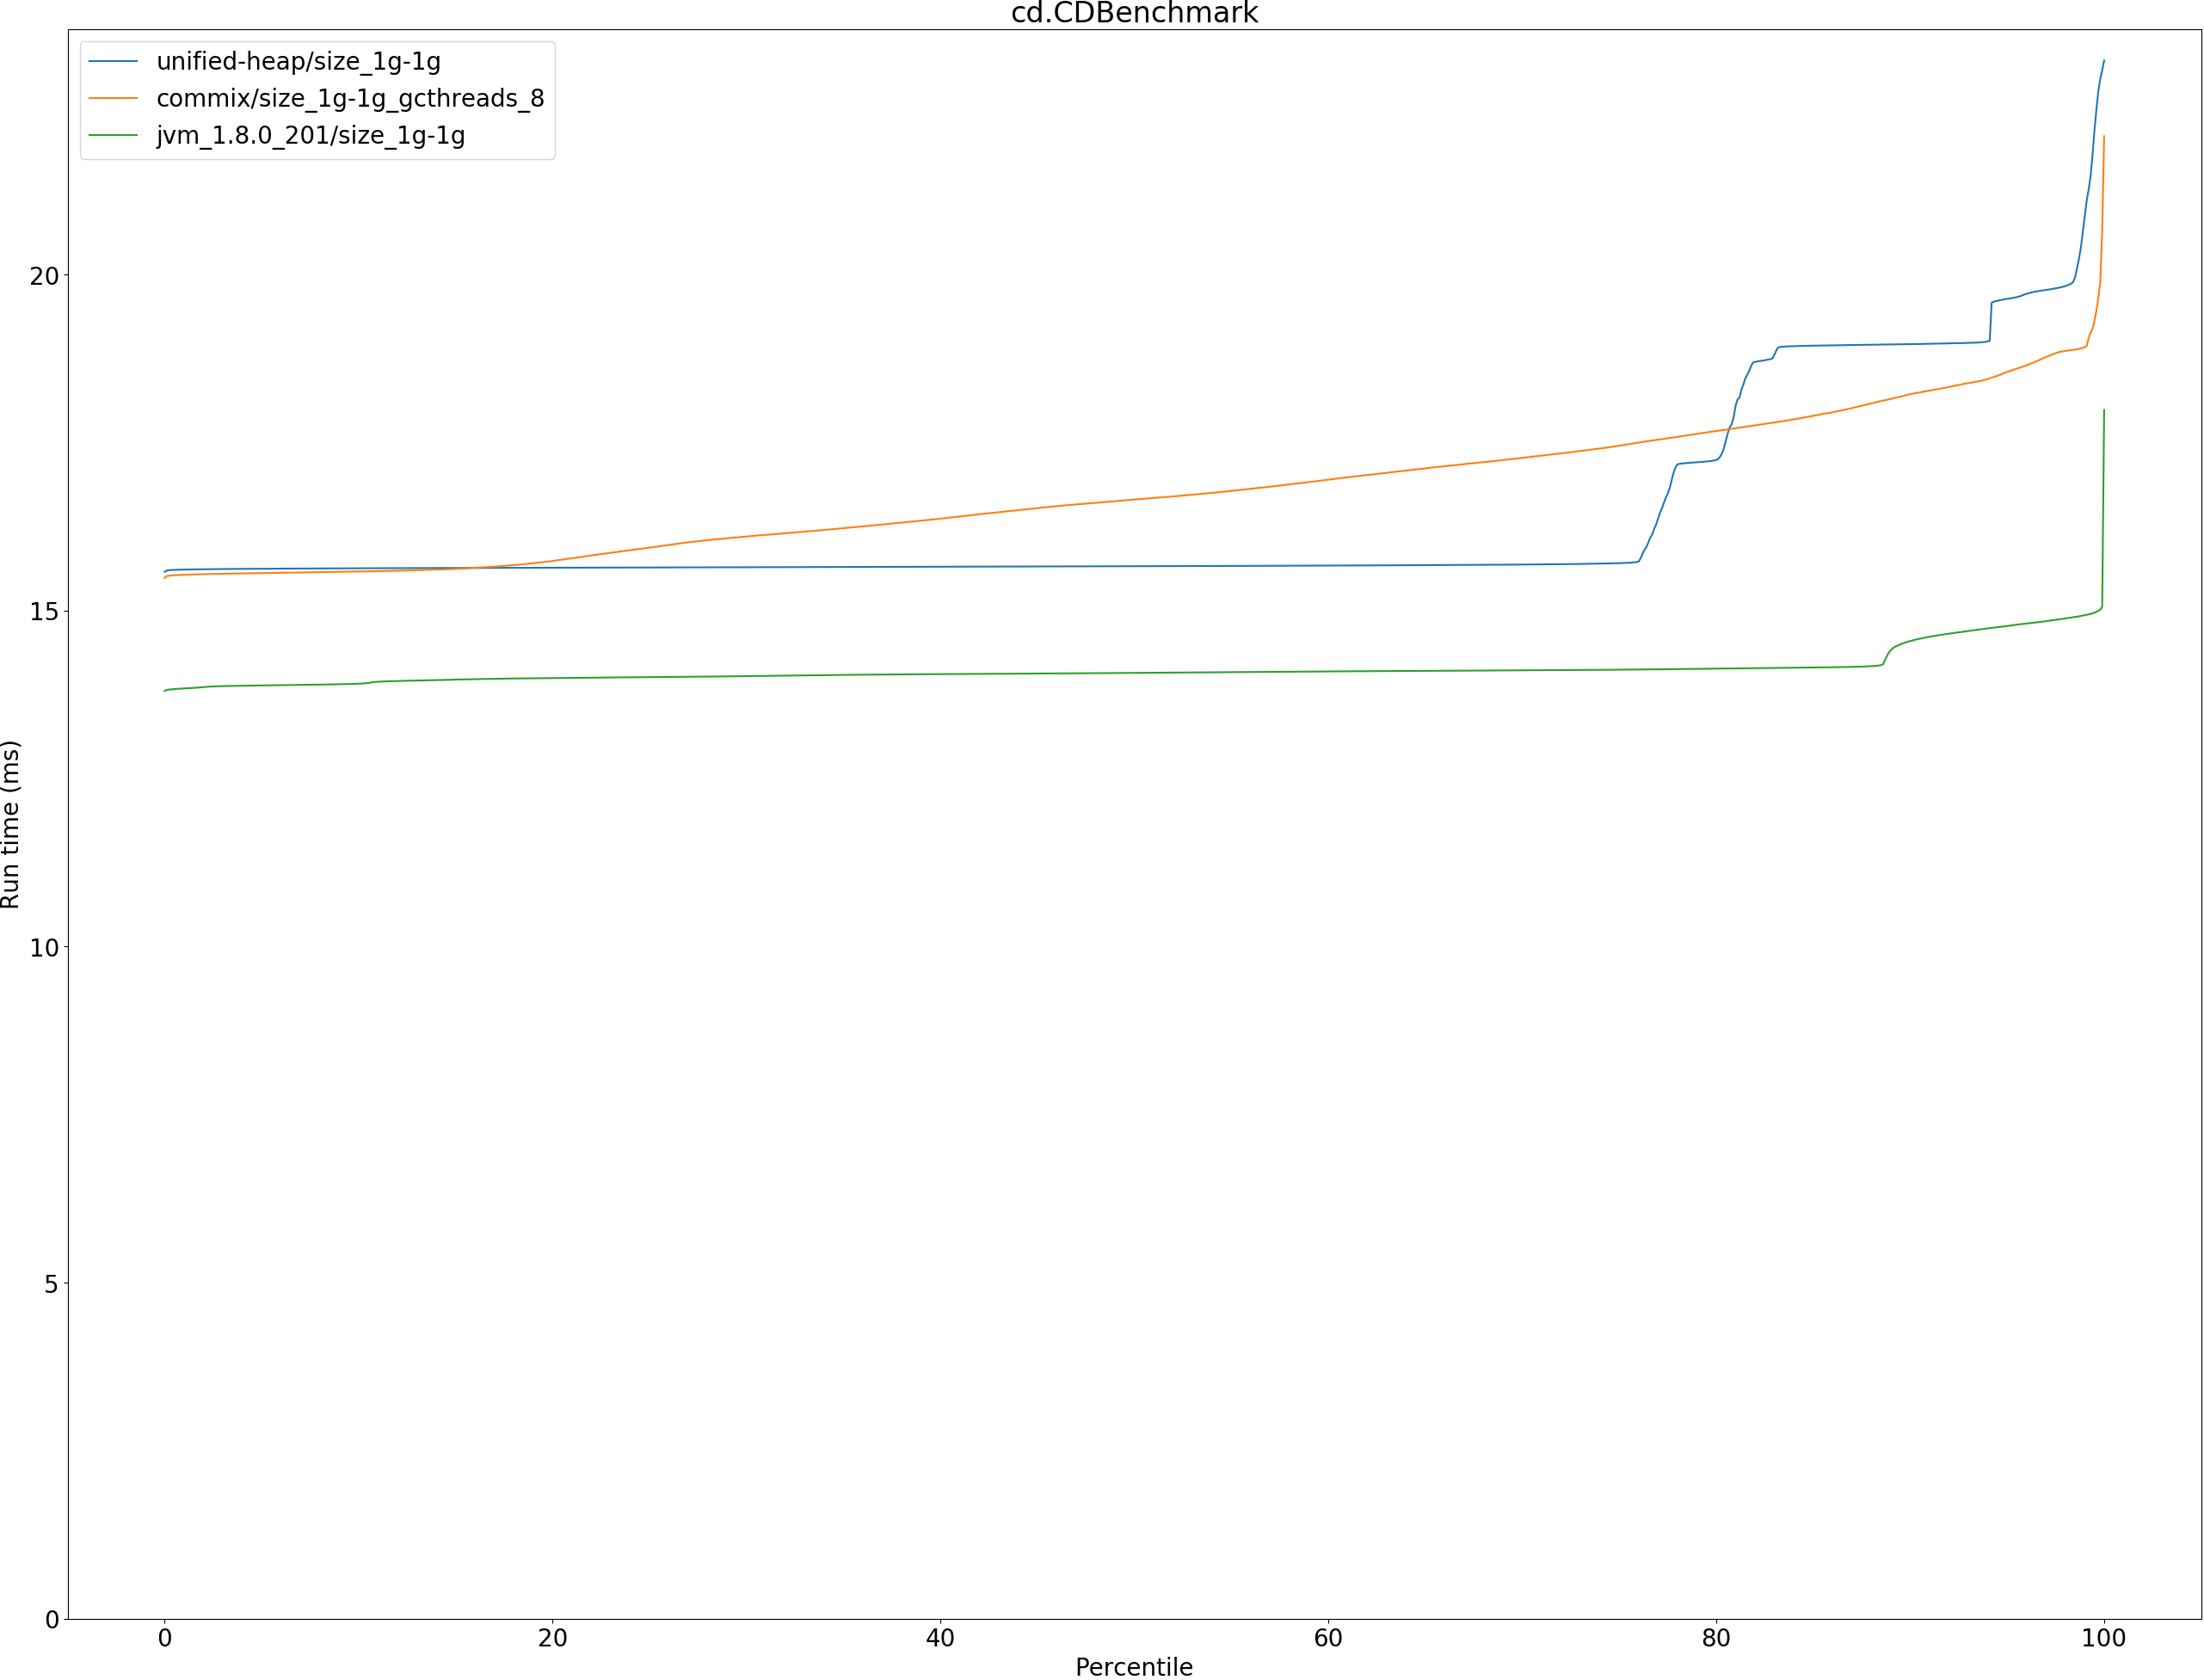 cd.CDBenchmark
unified-heap/size_1g-1g
commix/size_1g-1g_gcthreads_8
jvm_1.8.0_201/size_1g-1g
20
15
10
5
0
Run time (ms)
0 20 40 60 80 100
Percentile